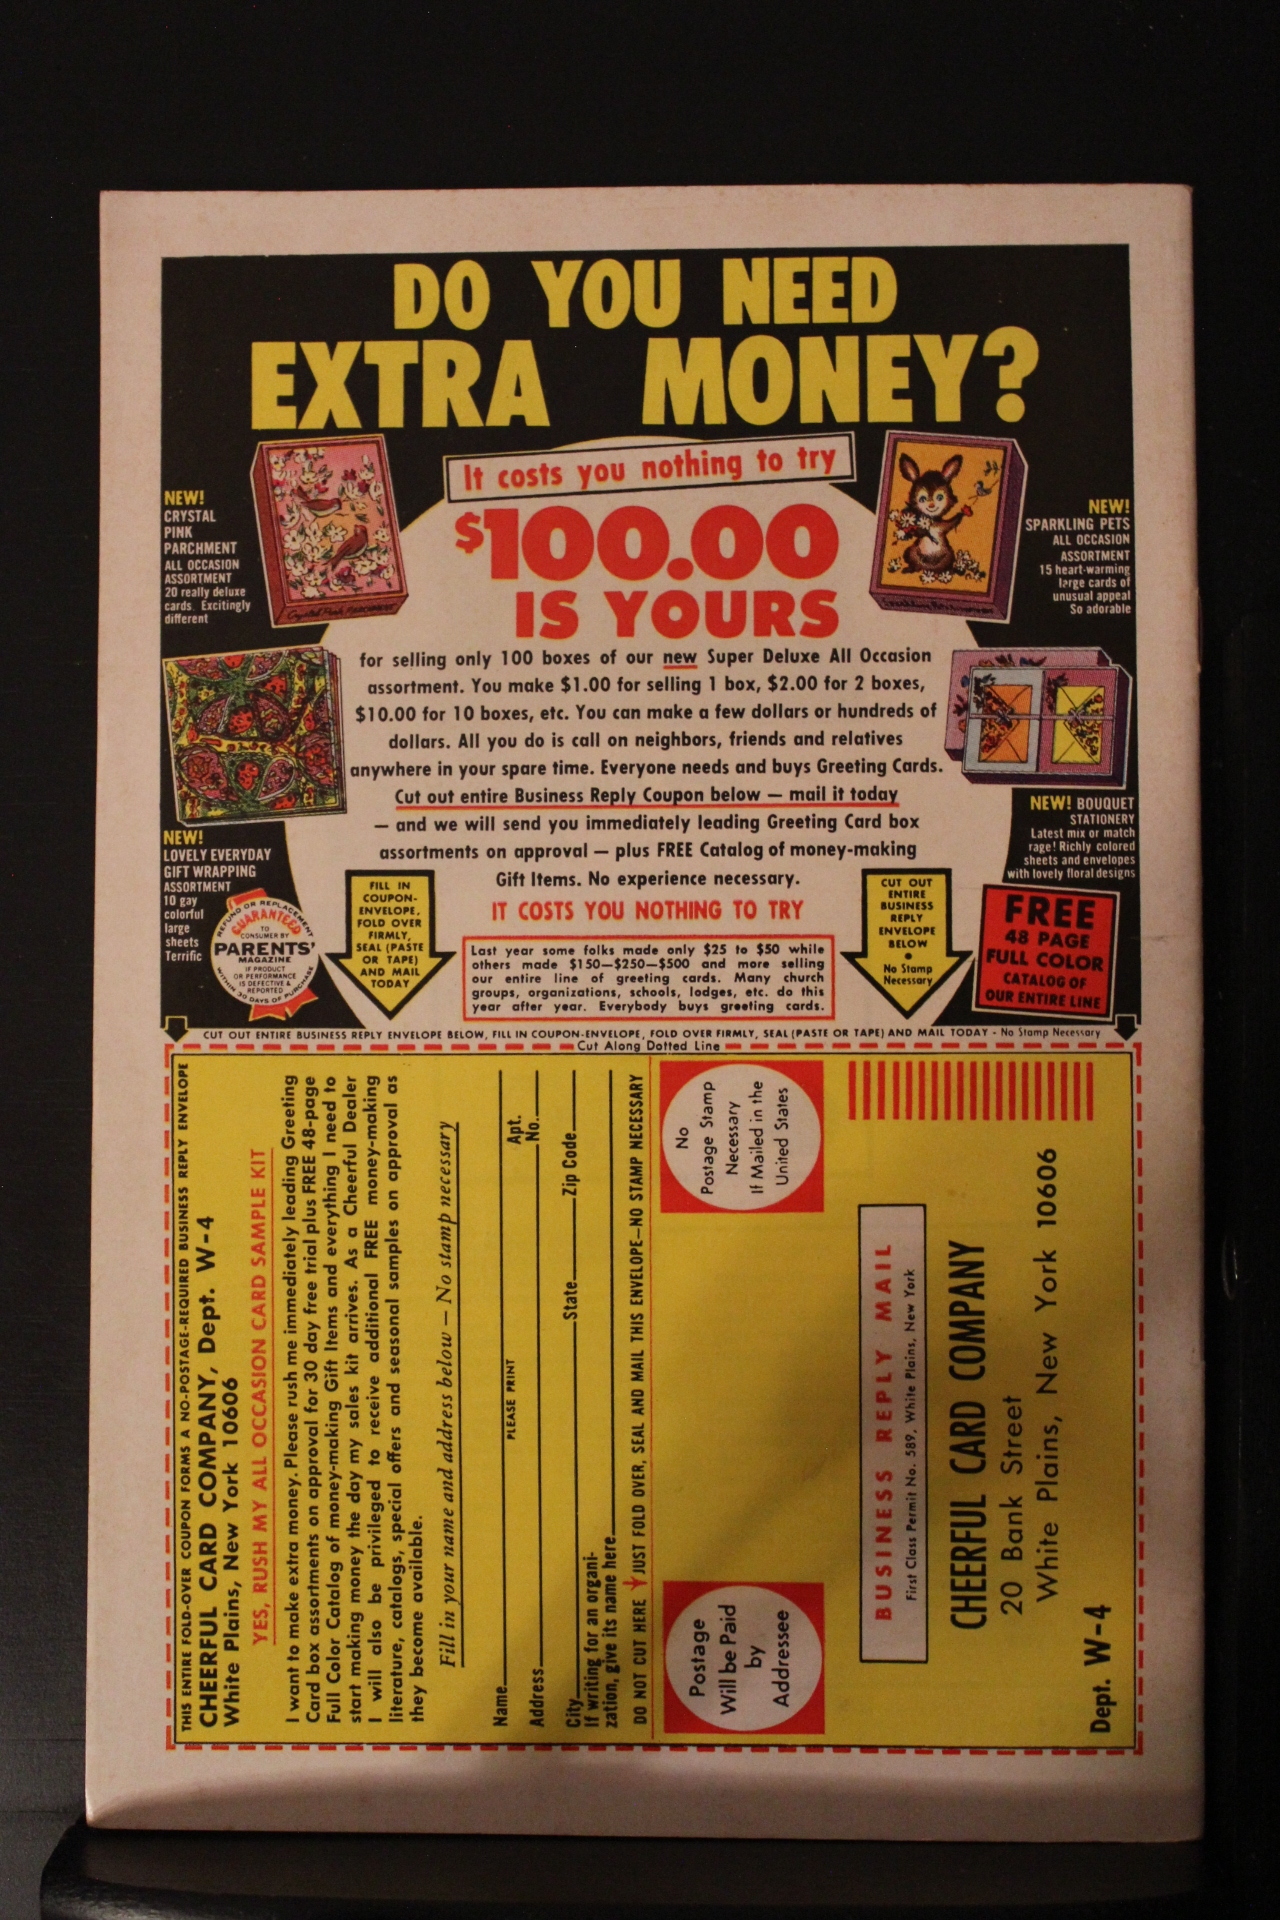 DO YOU NEED
EXTRA MONEY?
It costs you nothing to try
$100.00
IS YOURS
NEW!
CRYSTAL
PINK
PARCHMENT
ALL OCCASION
ASSORTMENT
20 really deluxe
cards. Excitingly
different
Crystal Pink PARCHMENT
NEW!
SPARKLING PETS
ALL OCCASION
ASSORTMENT
15 heart-warming
large cards of
unusual appeal
So adorable
for selling only 100 boxes of our new Super Deluxe All Occasion
assortment. You make $1.00 for selling 1 box, $2.00 for 2 boxes,
$10.00 for 10 boxes, etc. You can make a few dollars or hundreds of
dollars. All you do is call on neighbors, friends and relatives
anywhere in your spare time. Everyone needs and buys Greeting Cards.
Cut out entire Business Reply Coupon below — mail it today
— and we will send you immediately leading Greeting Card box
assortments on approval — plus FREE Catalog of money-making
Gift Items. No experience necessary.
IT COSTS YOU NOTHING TO TRY
NEW!
LOVELY EVERYDAY
GIFT WRAPPING
ASSORTMENT
10 gay
colorful
large
sheets
Terrific
NEW! BOUQUET
STATIONERY
Latest mix or match
rage! Richly colored
sheets and envelopes
with lovely floral designs
REFUND OR REPLACEMENT
GUARANTEED
TO
CONSUMER BY
PARENTS'
MAGAZINE
IF PRODUCT
OR PERFORMANCE
IS DEFECTIVE &
REPORTED
WITHIN 30 DAYS OF PURCHASE
FILL IN
COUPON-
ENVELOPE,
FOLD OVER
FIRMLY,
SEAL (PASTE
OR TAPE)
AND MAIL
TODAY
Last year some folks made only $25 to $50 while
others made $150—$250—$500 and more selling
our entire line of greeting cards. Many church
groups, organizations, schools, lodges, etc. do this
year after year. Everybody buys greeting cards.
CUT OUT
ENTIRE
BUSINESS
REPLY
ENVELOPE
BELOW
•
No Stamp
Necessary
FREE
48 PAGE
FULL COLOR
CATALOG OF
OUR ENTIRE LINE
CUT OUT ENTIRE BUSINESS REPLY ENVELOPE BELOW, FILL IN COUPON-ENVELOPE, FOLD OVER FIRMLY, SEAL (PASTE OR TAPE) AND MAIL TODAY - No Stamp Necessary
Cut Along Dotted Line
THIS ENTIRE FOLD-OVER COUPON FORMS A NO-POSTAGE-REQUIRED BUSINESS REPLY ENVELOPE
CHEERFUL CARD COMPANY, Dept. W-4
White Plains, New York 10606
YES, RUSH MY ALL OCCASION CARD SAMPLE KIT
I want to make extra money. Please rush me immediately leading Greeting
Card box assortments on approval for 30 day free trial plus FREE 48-page
Full Color Catalog of money-making Gift Items and everything I need to
start making money the day my sales kit arrives. As a Cheerful Dealer
I will also be privileged to receive additional FREE money-making
literature, catalogs, special offers and seasonal samples on approval as
they become available.
Fill in your name and address below — No stamp necessary
Name
PLEASE PRINT
Address Apt. No.
City State Zip Code
If writing for an organi-
zation, give its name here
DO NOT CUT HERE JUST FOLD OVER, SEAL AND MAIL THIS ENVELOPE—NO STAMP NECESSARY
Postage
Will be Paid
by
Addressee
No
Postage Stamp
Necessary
If Mailed in the
United States
BUSINESS REPLY MAIL
First Class Permit No. 589, White Plains, New York
CHEERFUL CARD COMPANY
20 Bank Street
White Plains, New York 10606
Dept. W-4